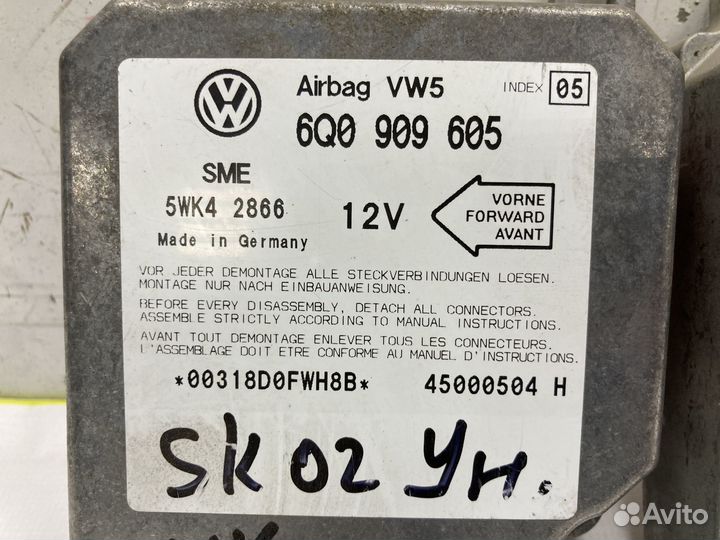 Airbag VW5 INDEX 05
6Q0 909 605
SME
5WK4 2866
12V
Made in Germany
VORNE
FORWARD
AVANT
VOR JEDER DEMONTAGE ALLE STECKVERBINDUNGEN LOESEN.
MONTAGE NUR NACH EINBAUANWEISUNG.
BEFORE EVERY DISASSEMBLY, DETACH ALL CONNECTORS.
ASSEMBLE STRICTLY ACCORDING TO MANUAL INSTRUCTIONS.
AVANT TOUT DEMONTAGE ENLEVER TOUS LES CONNECTEURS.
L'ASSEMBLAGE DOIT ETRE CONFORME AU MANUEL D'INSTRUCTIONS.
*00318D0FWH8B* 45000504 H
SK 02 УН.
Avito